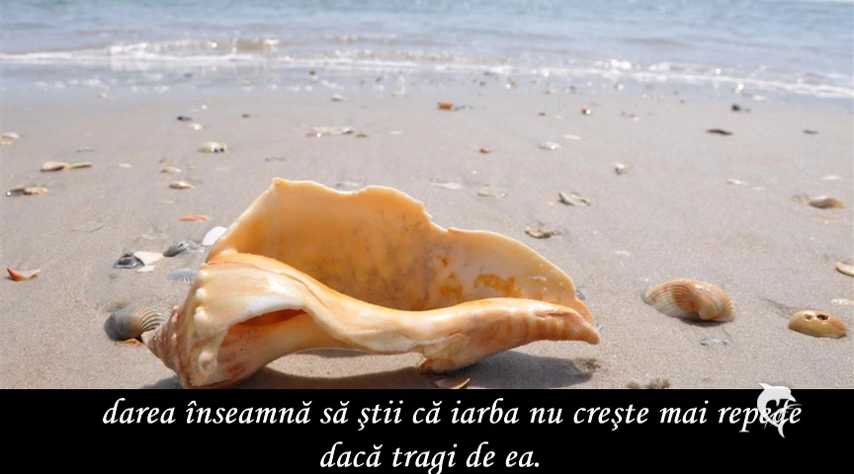 darea înseamnă să ştii că iarba nu creşte mai repede
dacă tragi de ea.